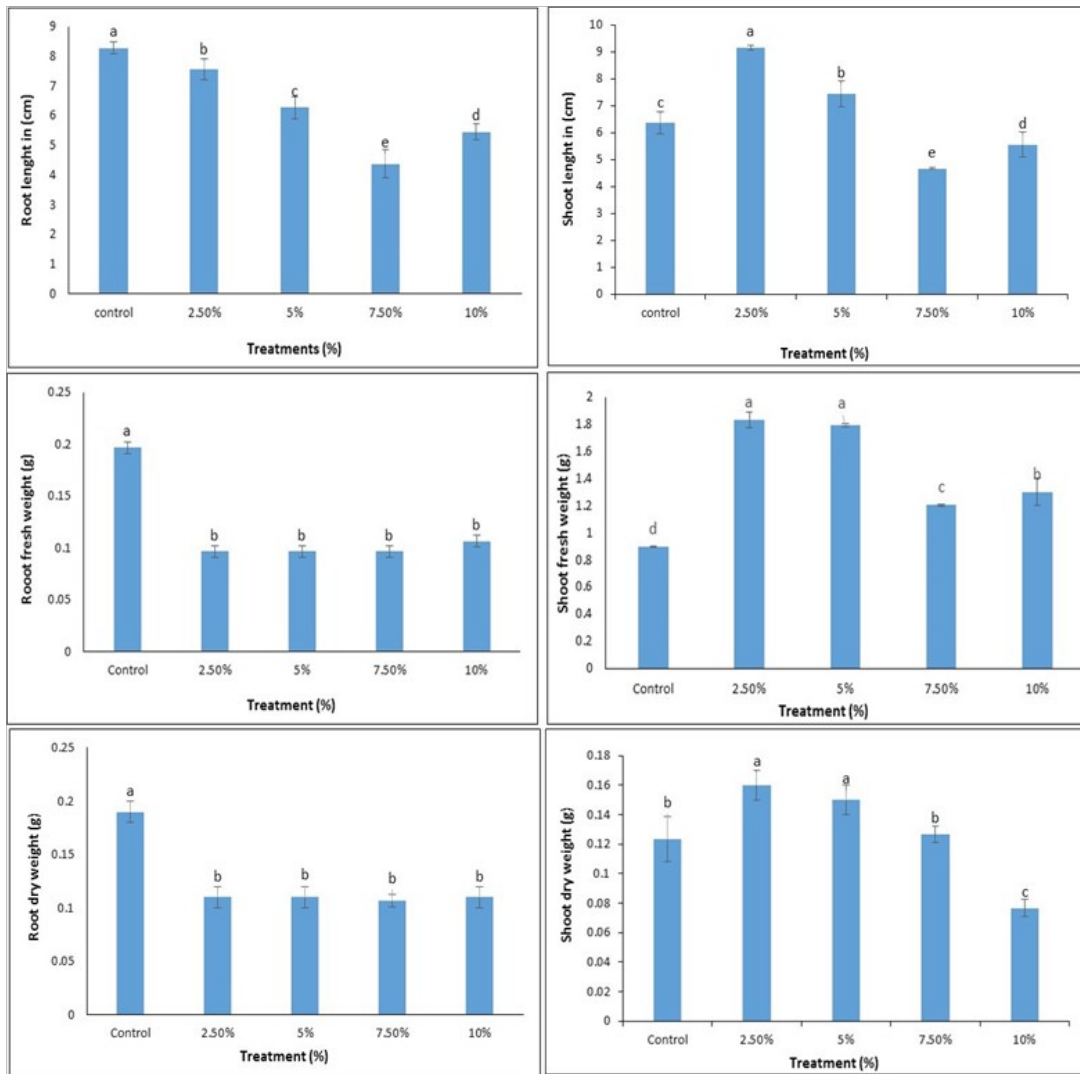 Root lenght in (cm)
9
8
7
6
5
4
3
2
1
0
a
b
c
e
d
control 2.50% 5% 7.50% 10%
Treatments (%)
Shoot lenght in (cm)
10
9
8
7
6
5
4
3
2
1
0
c
a
b
e
d
control 2.50% 5% 7.50% 10%
Treatment (%)
Rooot fresh weight (g)
0.25
0.2
0.15
0.1
0.05
0
a
b
b
b
b
Control 2.50% 5% 7.50% 10%
Treatment (%)
Shoot fresh weight (g)
2
1.8
1.6
1.4
1.2
1
0.8
0.6
0.4
0.2
0
d
a
a
c
b
Control 2.50% 5% 7.50% 10%
Treatment (%)
Root dry weight (g)
0.25
0.2
0.15
0.1
0.05
0
a
b
b
b
b
Control 2.50% 5% 7.50% 10%
Treatment (%)
Shoot dry weight (g)
0.18
0.16
0.14
0.12
0.1
0.08
0.06
0.04
0.02
0
b
a
a
b
c
Control 2.50% 5% 7.50% 10%
Treatment (%)